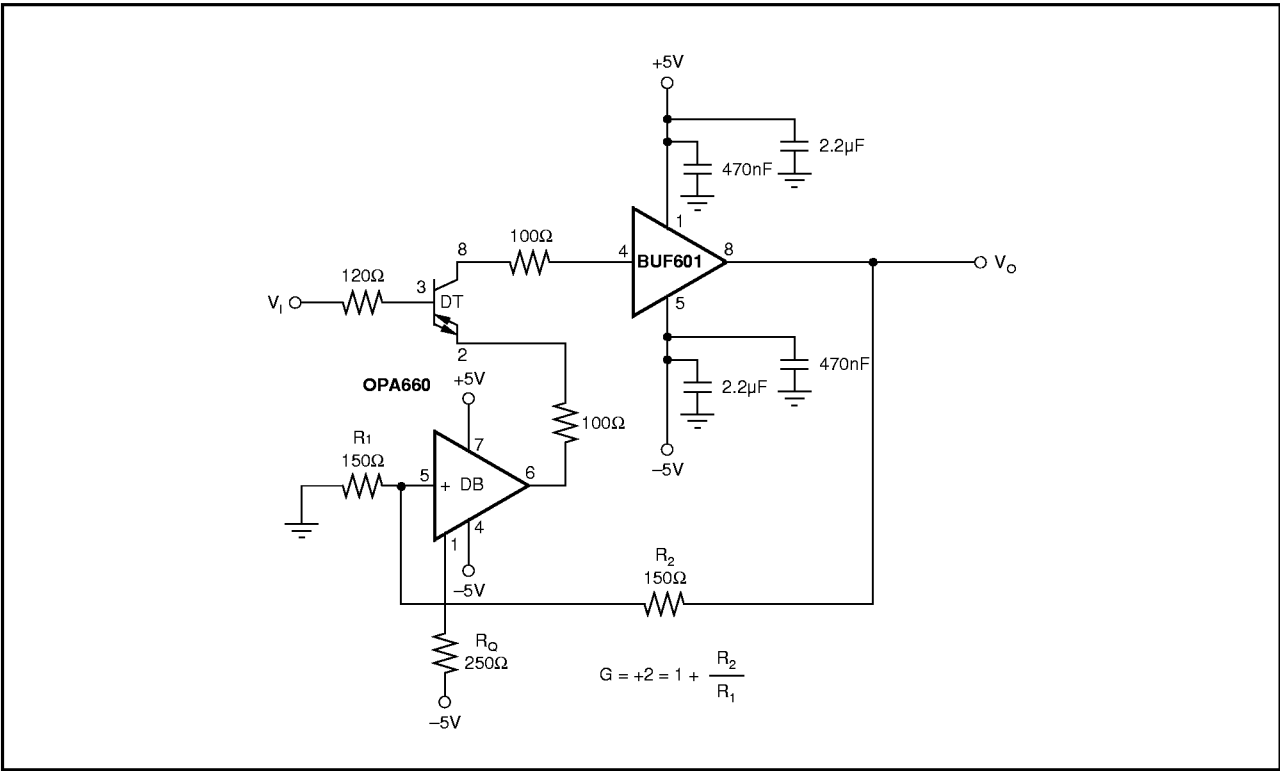 +5V
2.2µF
470nF
1
100Ω
8
4
BUF601
8
V_O
120Ω
3
V_I
DT
5
2
470nF
OPA660
+5V
2.2µF
100Ω
R₁
150Ω
7
–5V
5
+ DB
6
4
1
–5V
R₂
150Ω
R_Q
250Ω
G = +2 = 1 + R₂
R₁
–5V